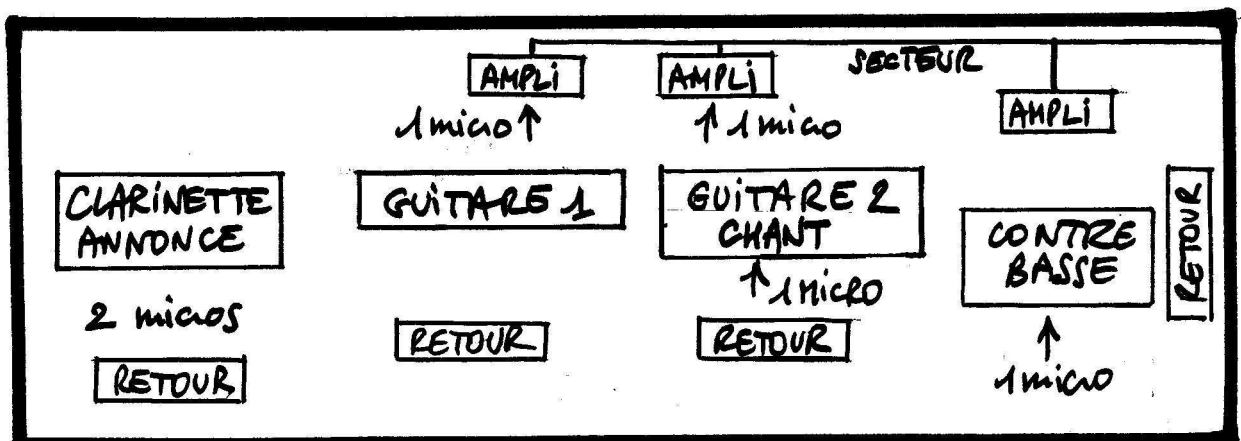 SECTEUR
AMPLI
AMPLI
AMPLI
1 micro
1 micro
CLARINETTE
ANNONCE
GUITARE 1
GUITARE 2
CHANT
CONTRE
BASSE
RETOUR
2 micros
1 MICRO
RETOUR
RETOUR
RETOUR
1 micro